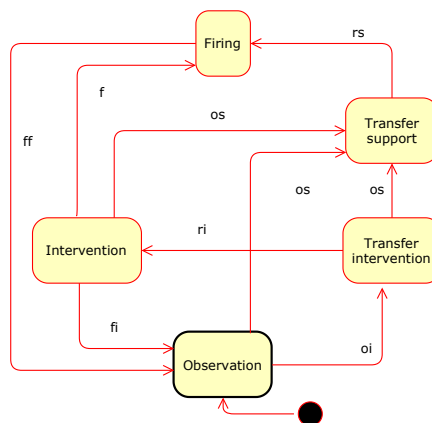 rs
Firing
f
os
Transfer
support
ff
os
os
Intervention
ri
Transfer
intervention
fi
oi
Observation